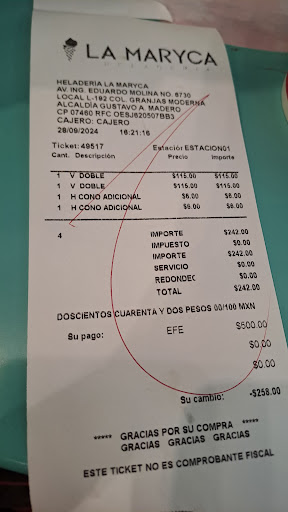 LA MARYCA
HELADERIA
HELADERIA LA MARYCA
AV. ING. EDUARDO MOLINA NO. 6730
LOCAL L-192 COL. GRANJAS MODERNA
ALCALDÍA GUSTAVO A. MADERO
CP 07460 RFC OESJ820507BB3
CAJERO: CAJERO
28/09/2024 16:21:16
Ticket: 49517 Estación: ESTACION01
Cant. Descripción Precio Importe
1 V DOBLE $115.00 $115.00
1 V DOBLE $115.00 $115.00
1 H CONO ADICIONAL $6.00 $6.00
1 H CONO ADICIONAL $6.00 $6.00
4 IMPORTE $242.00
IMPUESTO $0.00
IMPORTE $242.00
SERVICIO $0.00
REDONDEC $0.00
TOTAL $242.00
DOSCIENTOS CUARENTA Y DOS PESOS 00/100 MXN
Su pago: EFE $500.00
$0.00
$0.00
Su cambio: -$258.00
***** GRACIAS POR SU COMPRA *****
GRACIAS GRACIAS GRACIAS
ESTE TICKET NO ES COMPROBANTE FISCAL